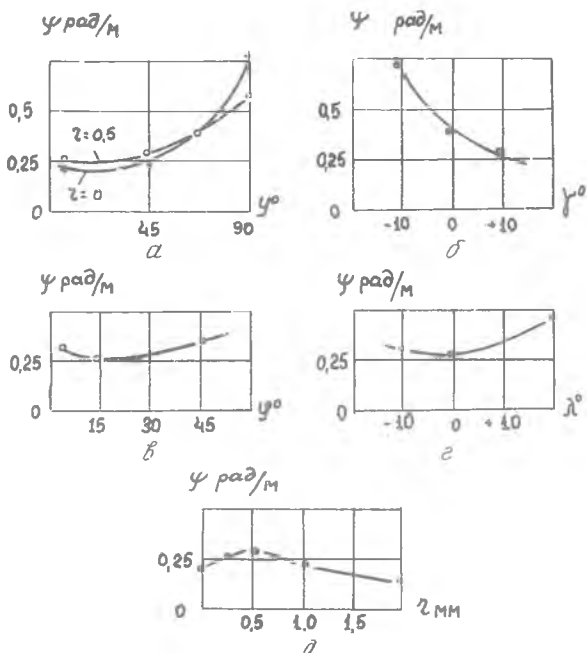 ψ рад/м
0,5
0,25
0
τ=0,5
τ=0
45
90
φ°
а
ψ рад/м
0,5
0,25
0
-10
0
+10
γ°
б
ψ рад/м
0,25
0
15
30
45
φ°
в
ψ рад/м
0,25
0
-10
0
+10
λ°
г
ψ рад/м
0,25
0
0,5
1.0
1,5
τ мм
д